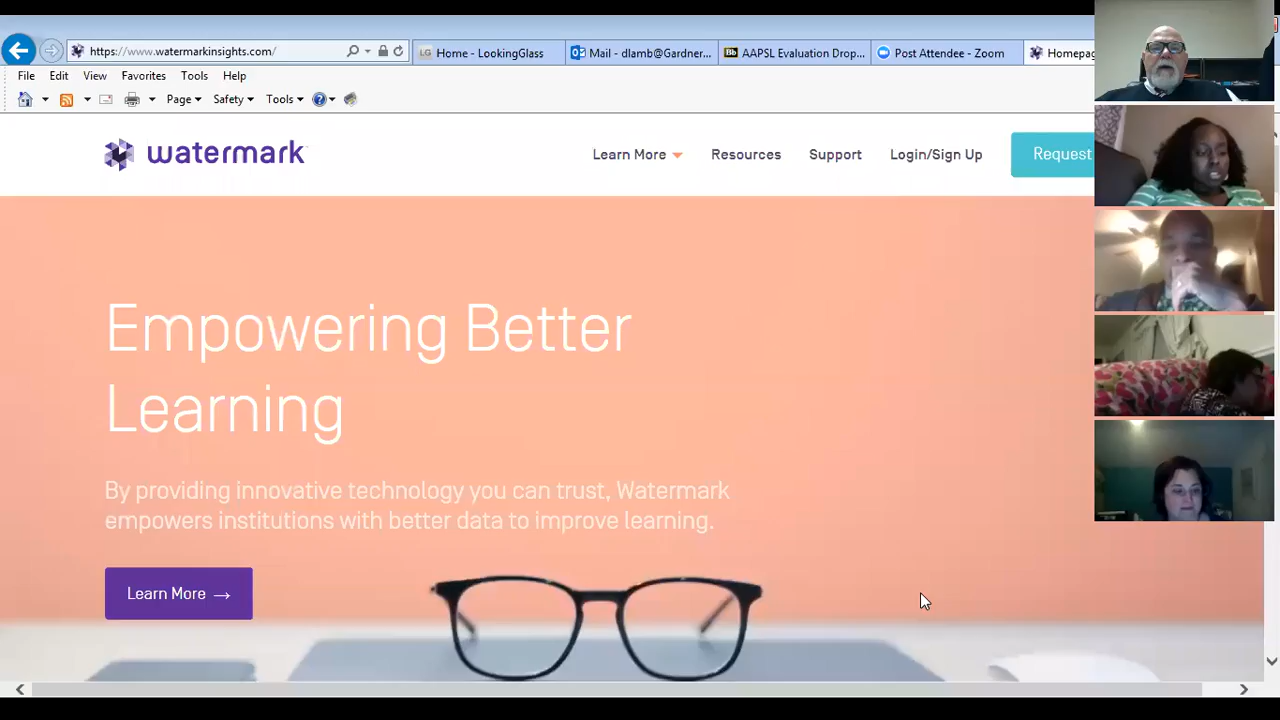 https://www.watermarkinsights.com/
LG Home - LookingGlass
Mail - dlamb@Gardner...
Bb AAPSL Evaluation Drop...
Post Attendee - Zoom
Homepag
File Edit View Favorites Tools Help
Page Safety Tools
watermark
Learn More Resources Support Login/Sign Up Request
Empowering Better
Learning
By providing innovative technology you can trust, Watermark
empowers institutions with better data to improve learning.
Learn More →